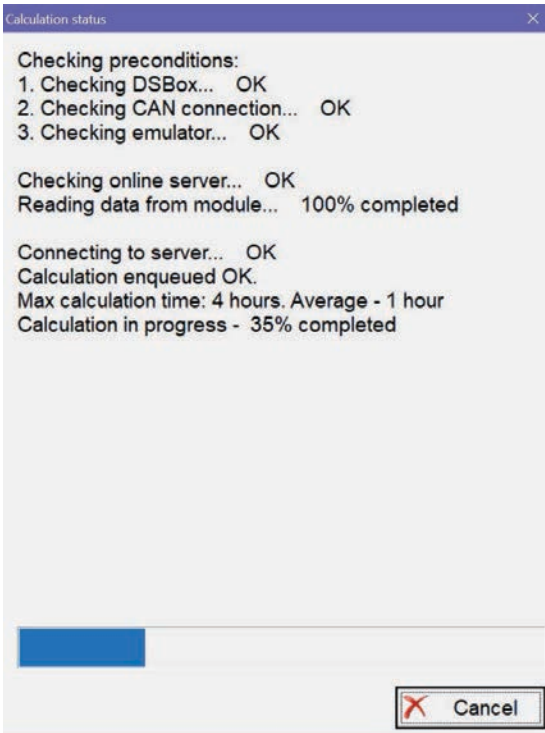 Calculation status
Checking preconditions:
1. Checking DSBox... OK
2. Checking CAN connection... OK
3. Checking emulator... OK
Checking online server... OK
Reading data from module... 100% completed
Connecting to server... OK
Calculation enqueued OK.
Max calculation time: 4 hours. Average - 1 hour
Calculation in progress - 35% completed
Cancel